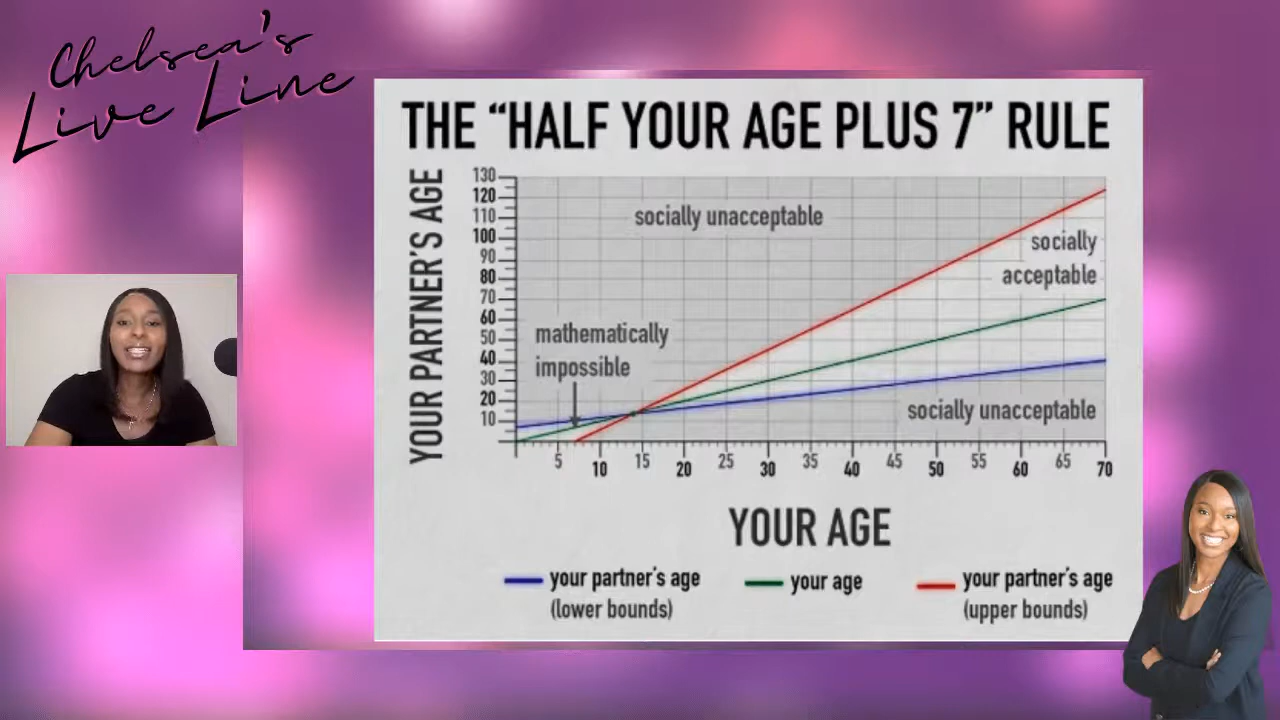 Chelsea's
Live Line
THE “HALF YOUR AGE PLUS 7” RULE
YOUR PARTNER'S AGE
130
120
110
100
90
80
70
60
50
40
30
20
10
socially unacceptable
socially
acceptable
mathematically
impossible
socially unacceptable
5 10 15 20 25 30 35 40 45 50 55 60 65 70
YOUR AGE
your partner's age
(lower bounds)
your age
your partner's age
(upper bounds)